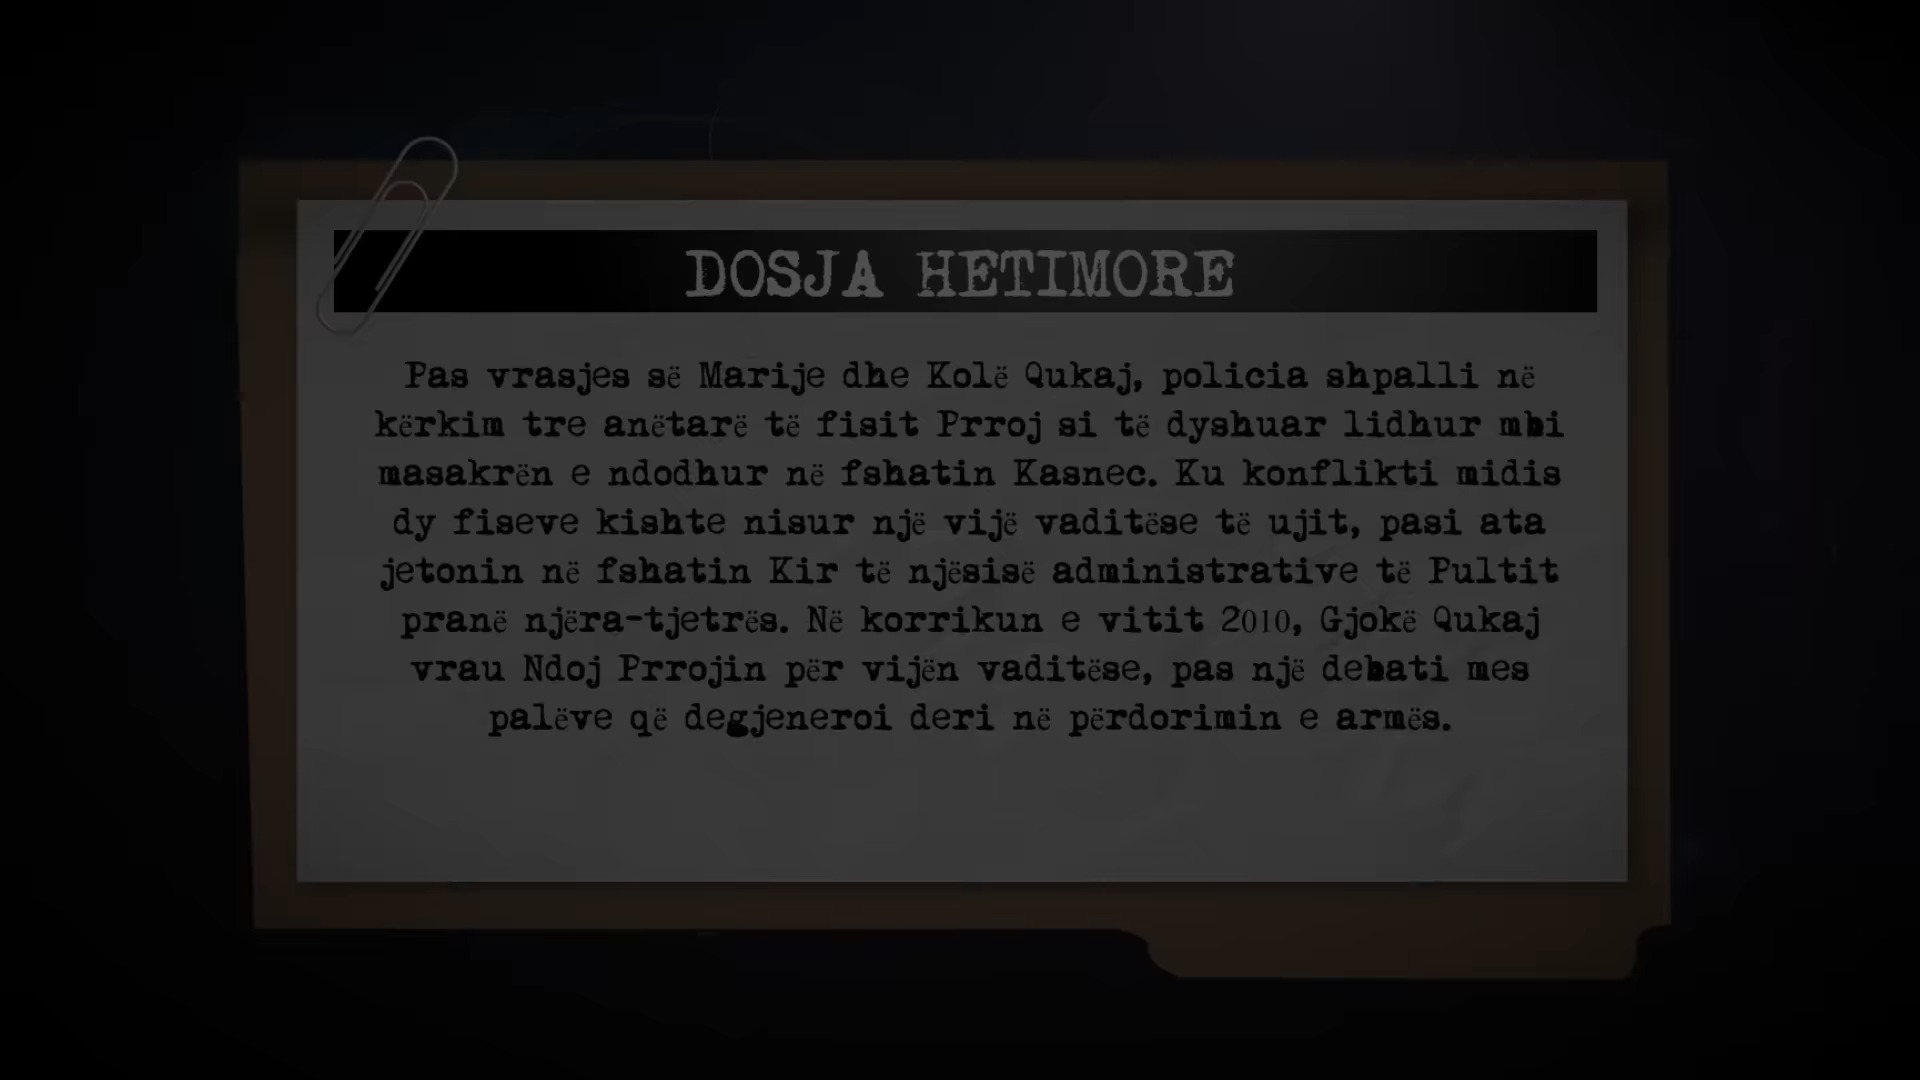 DOSJA HETIMORE
Pas vrasjes së Marije dhe Kolë Qukaj, policia shpalli në
kërkim tre anëtarë të fisit Prroj si të dyshuar lidhur mbi
masakrën e ndodhur në fshatin Kasnec. Ku konflikti midis
dy fiseve kishte nisur një vijë vaditëse të ujit, pasi ata
jetonin në fshatin Kir të njësisë administrative të Pultit
pranë njëra-tjetrës. Në korrikun e vitit 2010, Gjokë Qukaj
vrau Ndoj Prrojin për vijën vaditëse, pas një debati mes
palëve që degjeneroi deri në përdorimin e armës.